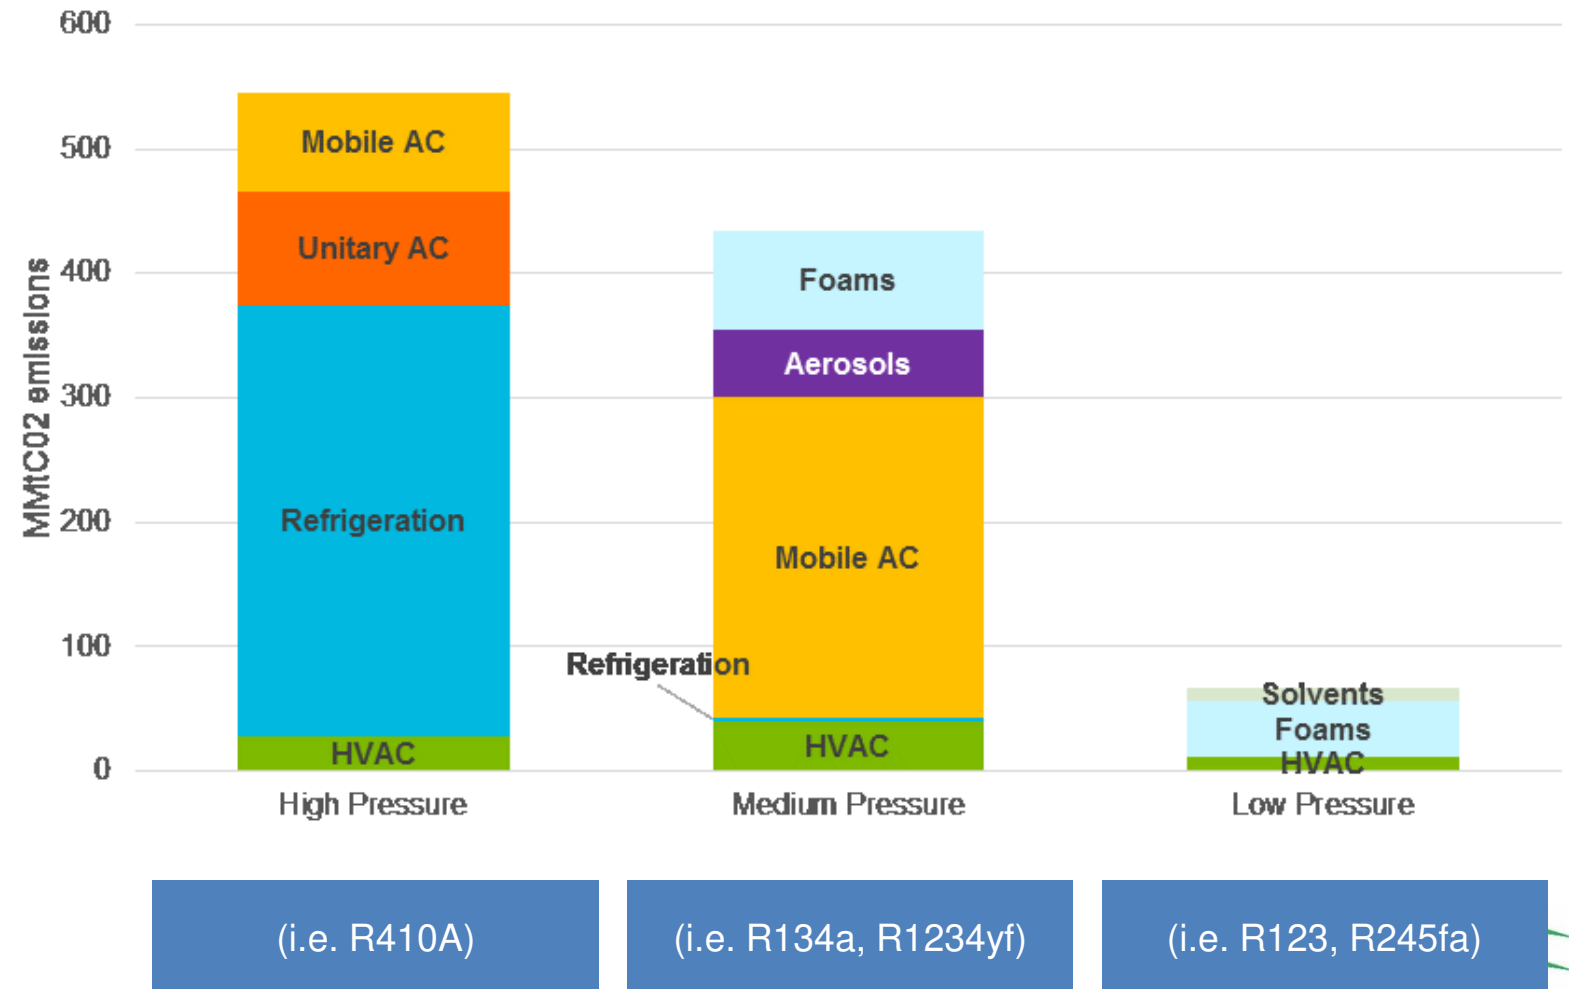 600
500
400
300
200
100
0
MMtC02 emissions
Mobile AC
Unitary AC
Refrigeration
HVAC
Foams
Aerosols
Mobile AC
Refrigeration
HVAC
Solvents
Foams
HVAC
High Pressure
Medium Pressure
Low Pressure
(i.e. R410A)
(i.e. R134a, R1234yf)
(i.e. R123, R245fa)